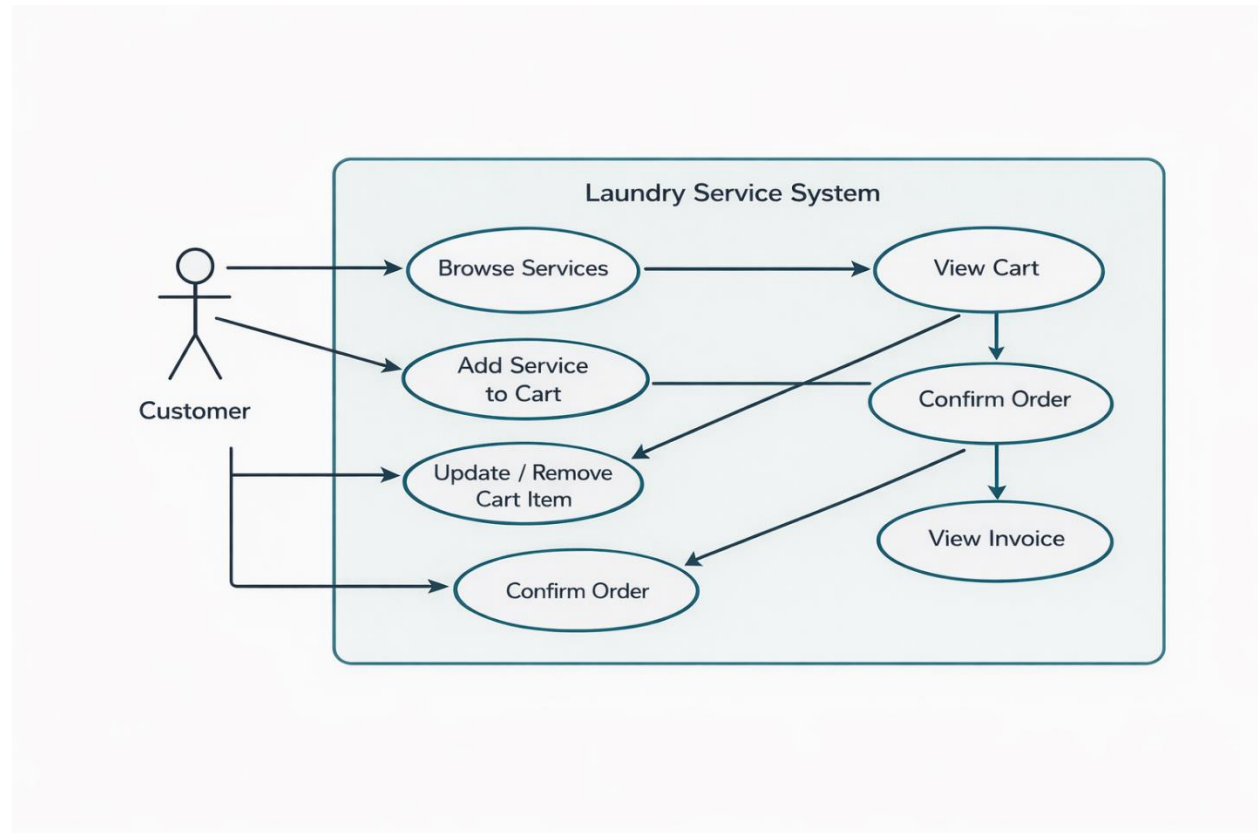 Laundry Service System
Browse Services
View Cart
Add Service
to Cart
Confirm Order
Customer
Update / Remove
Cart Item
View Invoice
Confirm Order